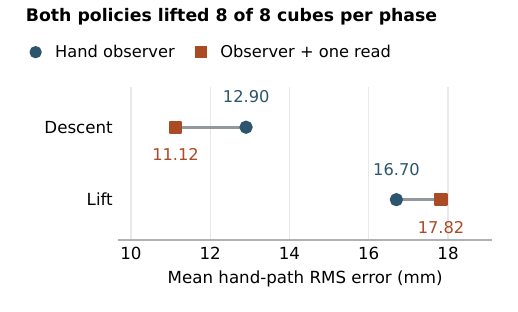 Both policies lifted 8 of 8 cubes per phase
Hand observer Observer + one read
12.90
Descent
11.12
16.70
Lift
17.82
10 12 14 16 18
Mean hand-path RMS error (mm)